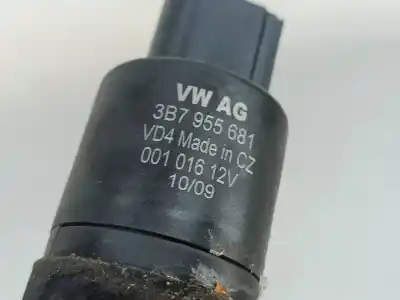 VW AG
3B7 955 681
VD4 Made in CZ
001 016 12V
10/09